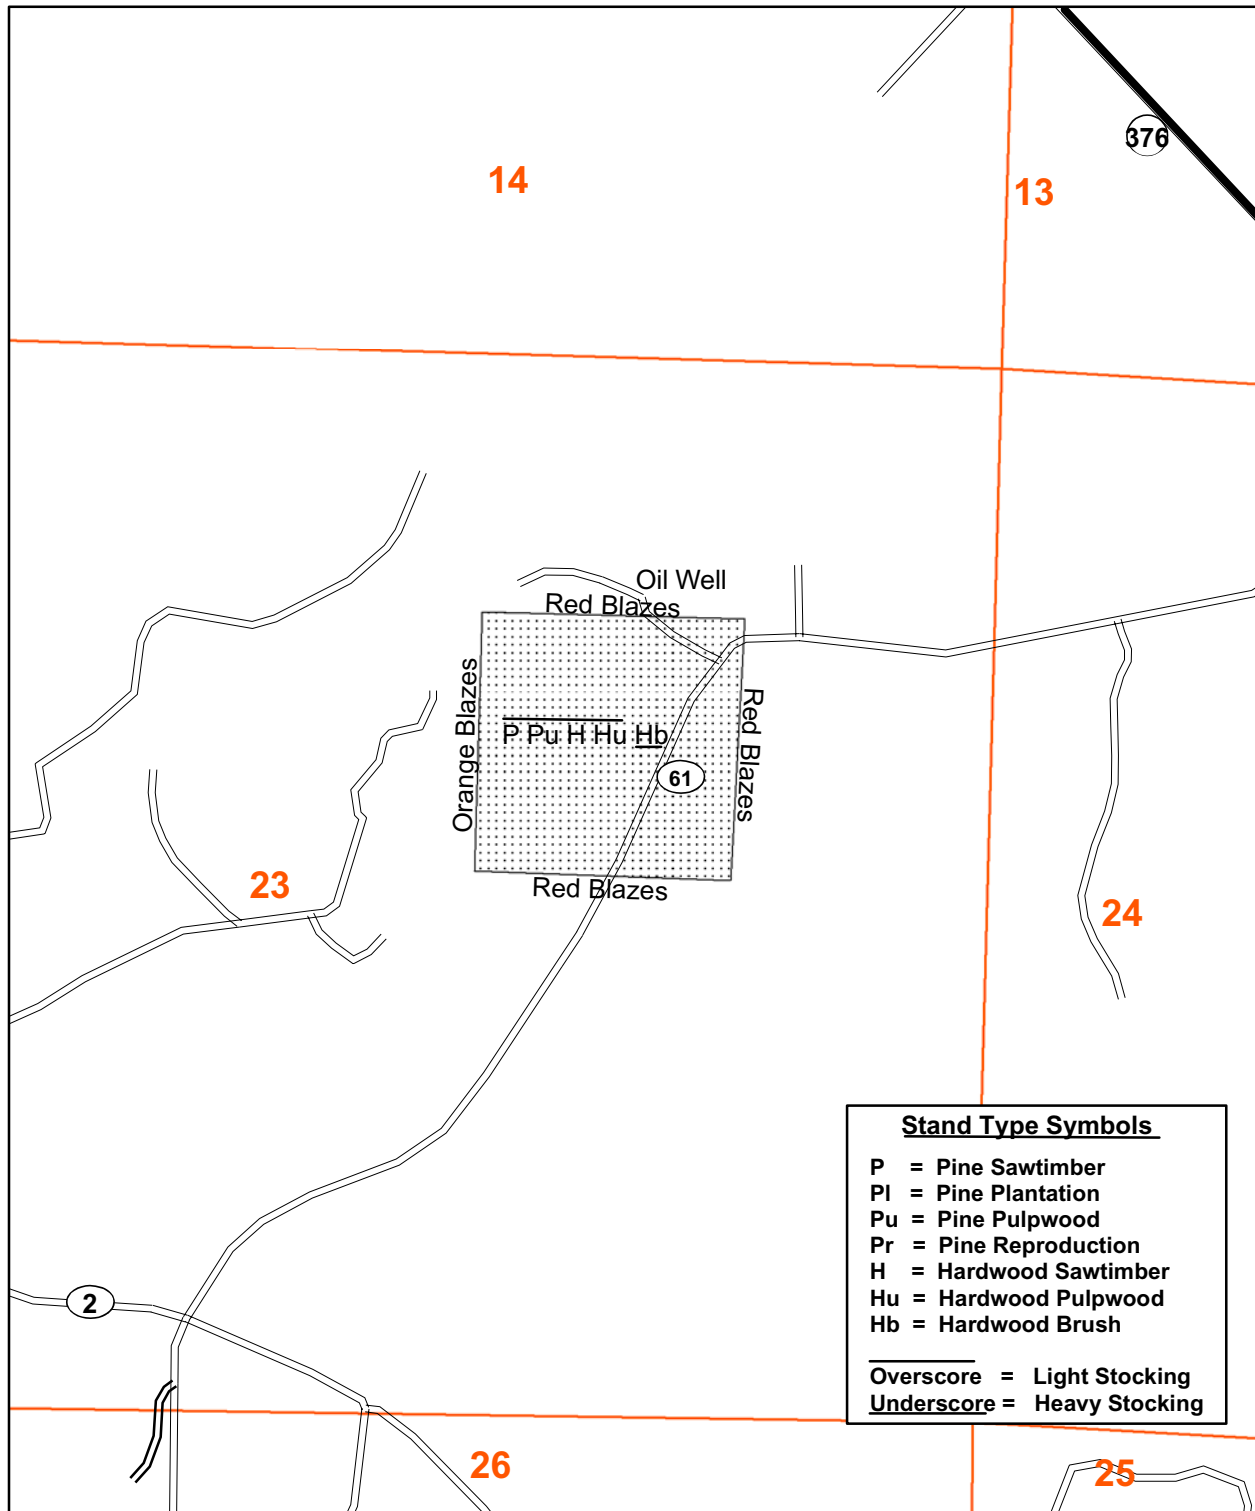 376
14
13
Oil Well
Red Blazes
Orange Blazes
P Pu H Hu Hb
Red Blazes
61
Red Blazes
23
24
Stand Type Symbols
P = Pine Sawtimber
Pl = Pine Plantation
Pu = Pine Pulpwood
Pr = Pine Reproduction
H = Hardwood Sawtimber
Hu = Hardwood Pulpwood
Hb = Hardwood Brush
Overscore = Light Stocking
Underscore = Heavy Stocking
2
26
25